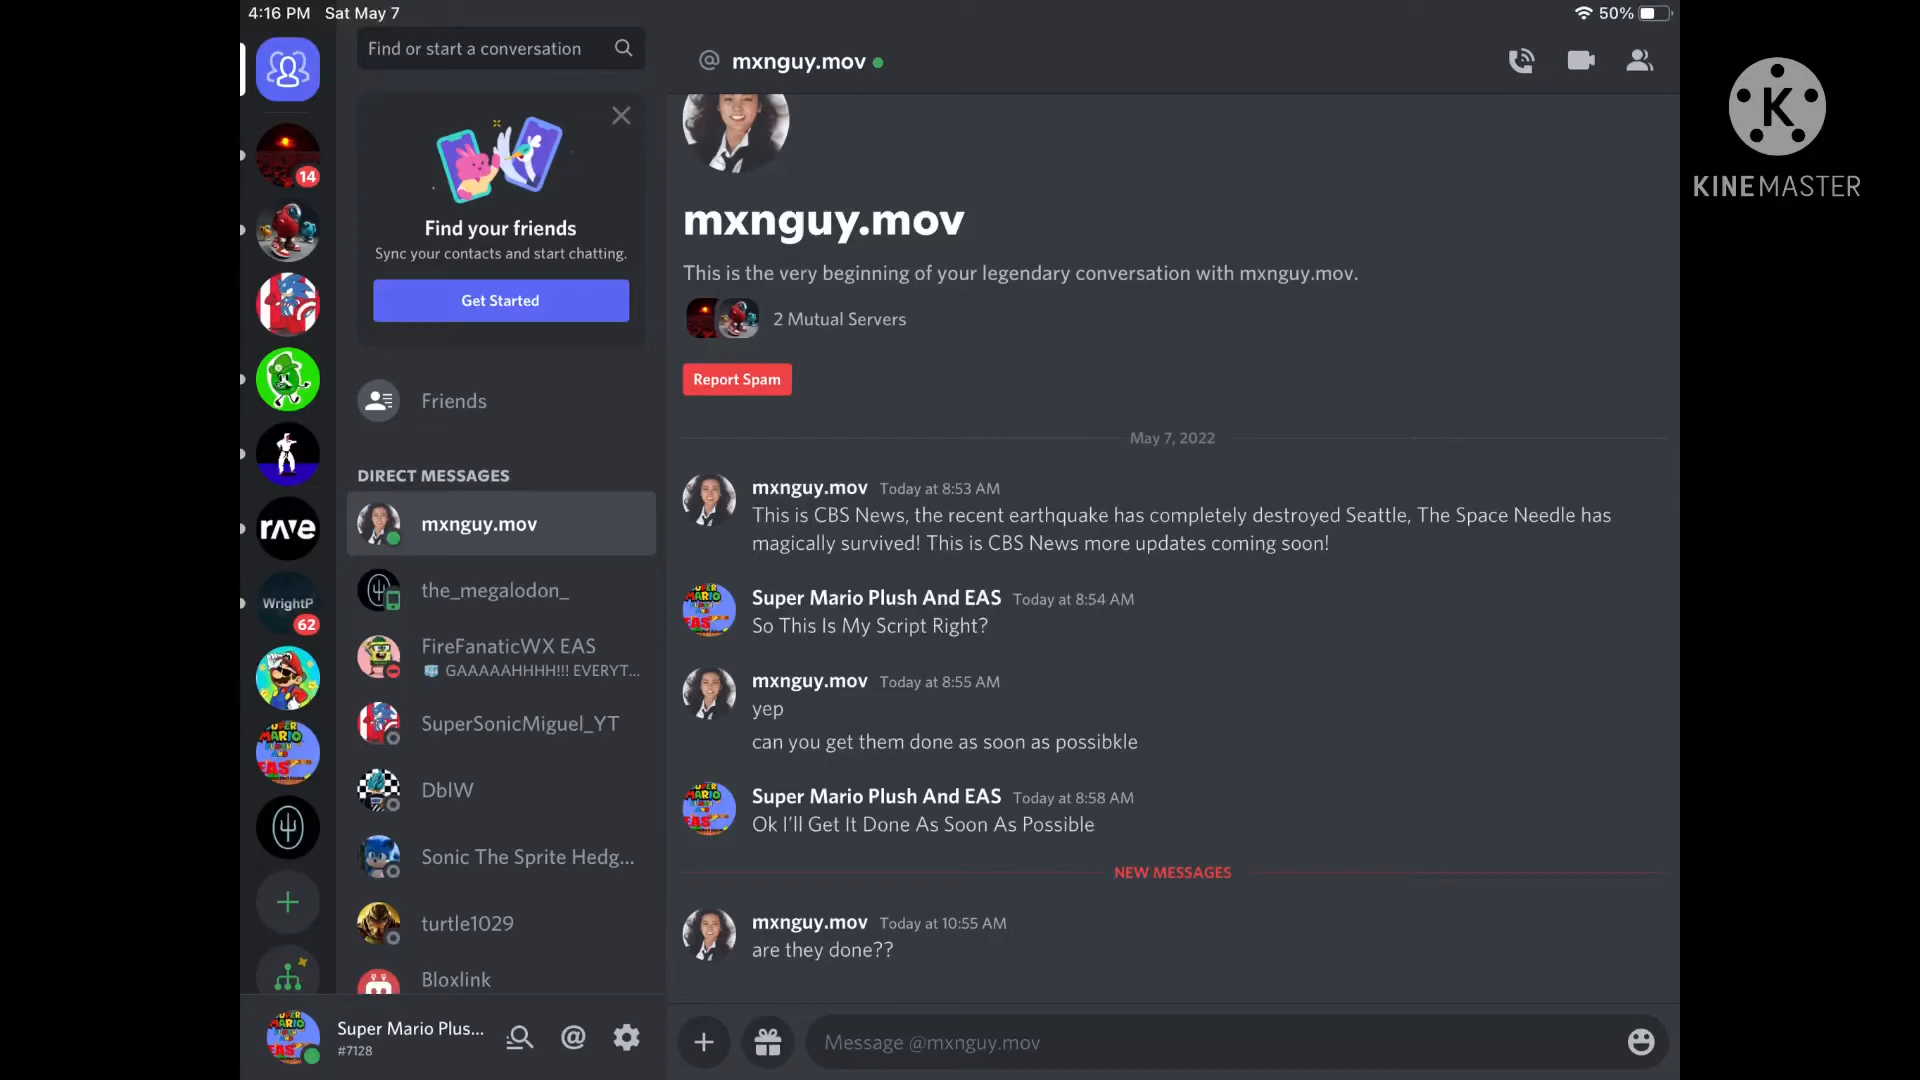 4:16 PM Sat May 7
50%
Find or start a conversation
14
Find your friends
Sync your contacts and start chatting.
Get Started
Friends
DIRECT MESSAGES
mxnguy.mov
the_megalodon_
FireFanaticWX EAS
GAAAAAHHHH!!! EVERYT...
SuperSonicMiguel_YT
DblW
Sonic The Sprite Hedg...
turtle1029
Bloxlink
rave
WrightP
62
SUPER
MARIO
PLUSH
AND
EAS
Super Mario Plus...
#7128
@ mxnguy.mov
mxnguy.mov
This is the very beginning of your legendary conversation with mxnguy.mov.
2 Mutual Servers
Report Spam
May 7, 2022
mxnguy.mov Today at 8:53 AM
This is CBS News, the recent earthquake has completely destroyed Seattle, The Space Needle has
magically survived! This is CBS News more updates coming soon!
Super Mario Plush And EAS Today at 8:54 AM
So This Is My Script Right?
mxnguy.mov Today at 8:55 AM
yep
can you get them done as soon as possibkle
Super Mario Plush And EAS Today at 8:58 AM
Ok I'll Get It Done As Soon As Possible
NEW MESSAGES
mxnguy.mov Today at 10:55 AM
are they done??
Message @mxnguy.mov
K
KINEMASTER